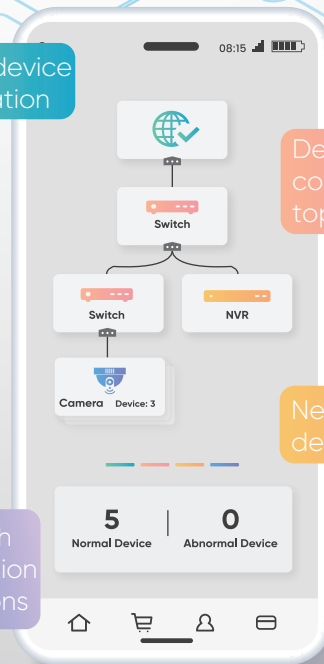 08:15
device
ation
Switch
De
co
top
Switch
NVR
Camera Device: 3
Ne
de
5
0
Normal Device
Abnormal Device
h
ion
ns